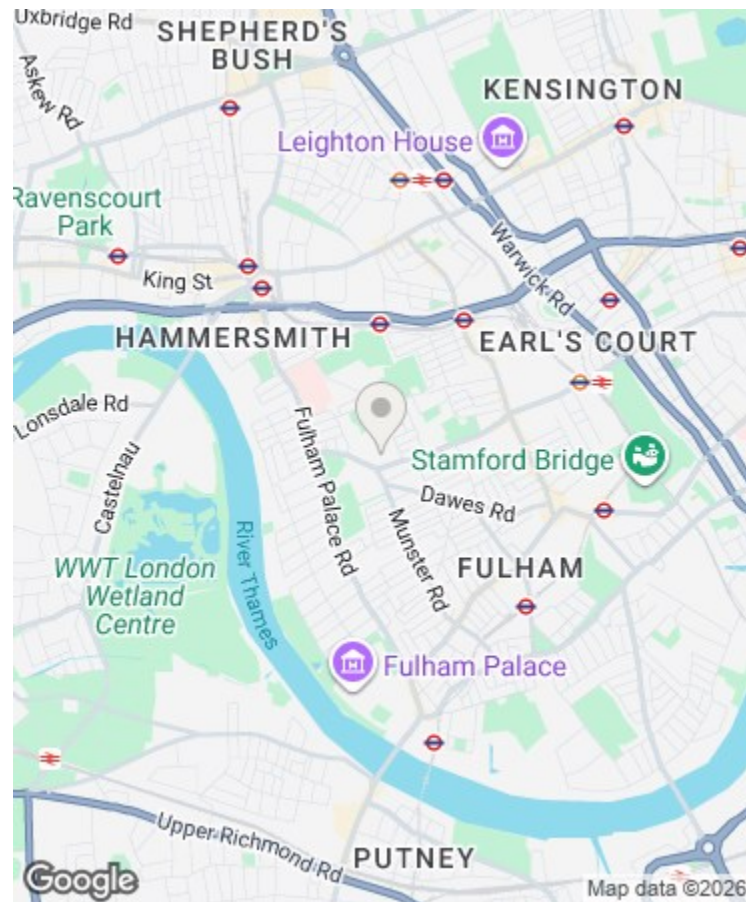 Uxbridge Rd
SHEPHERD'S
BUSH
Askew Rd
KENSINGTON
Leighton House
Ravenscourt
Park
Warwick Rd
King St
HAMMERSMITH
EARL'S COURT
Lonsdale Rd
Castelnau
Fulham Palace Rd
Stamford Bridge
Dawes Rd
Munster Rd
River Thames
WWT London
Wetland
Centre
FULHAM
Fulham Palace
Upper Richmond Rd
PUTNEY
Google
Map data ©2026